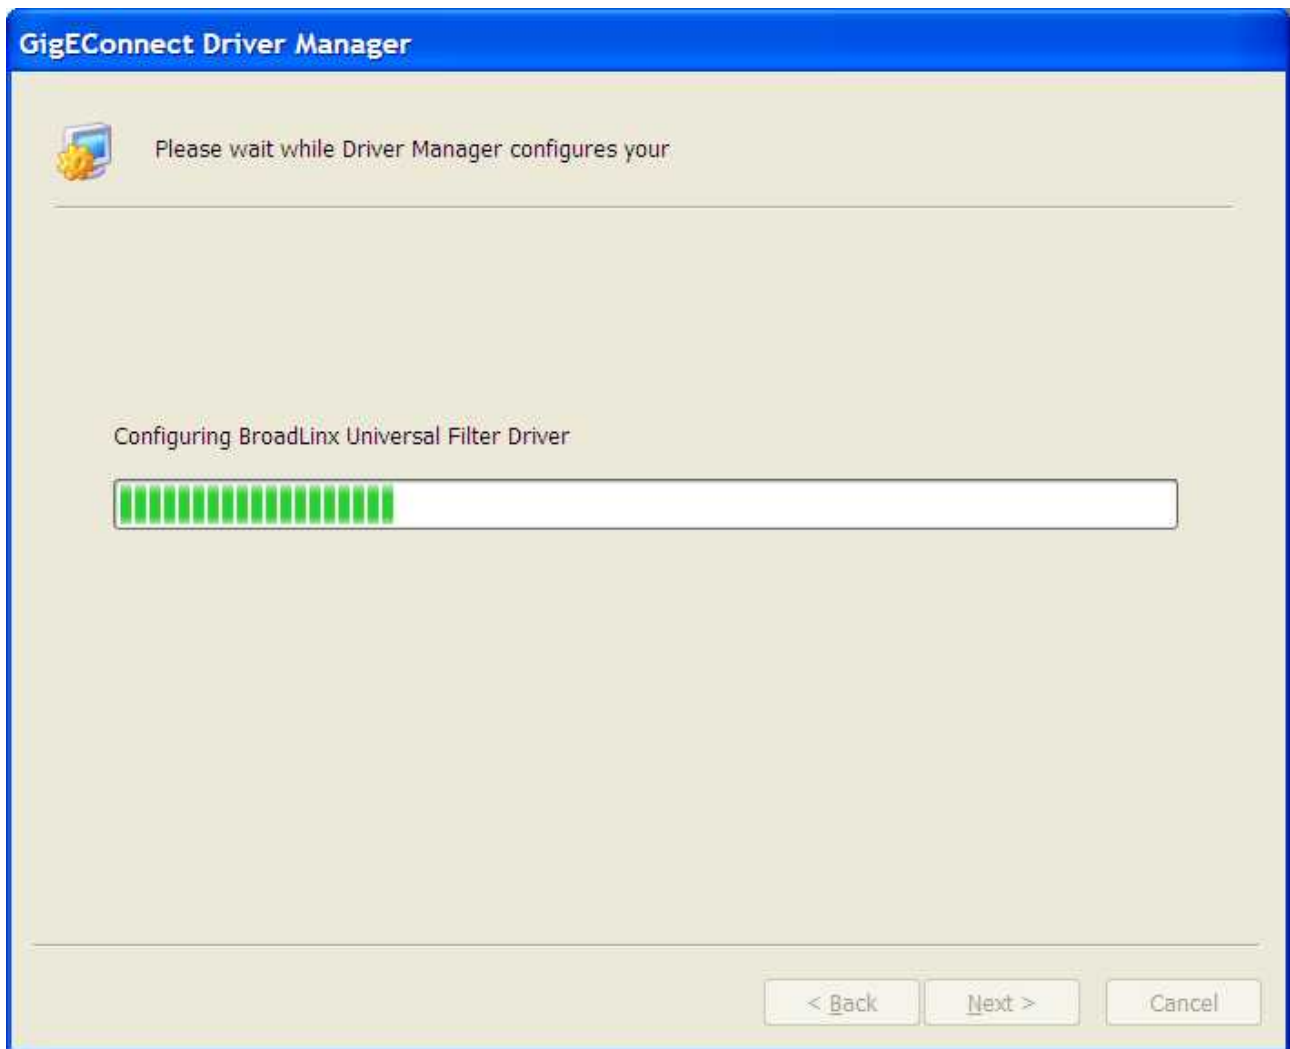 GigEConnect Driver Manager
Please wait while Driver Manager configures your
Configuring BroadLinx Universal Filter Driver
< Back
Next >
Cancel